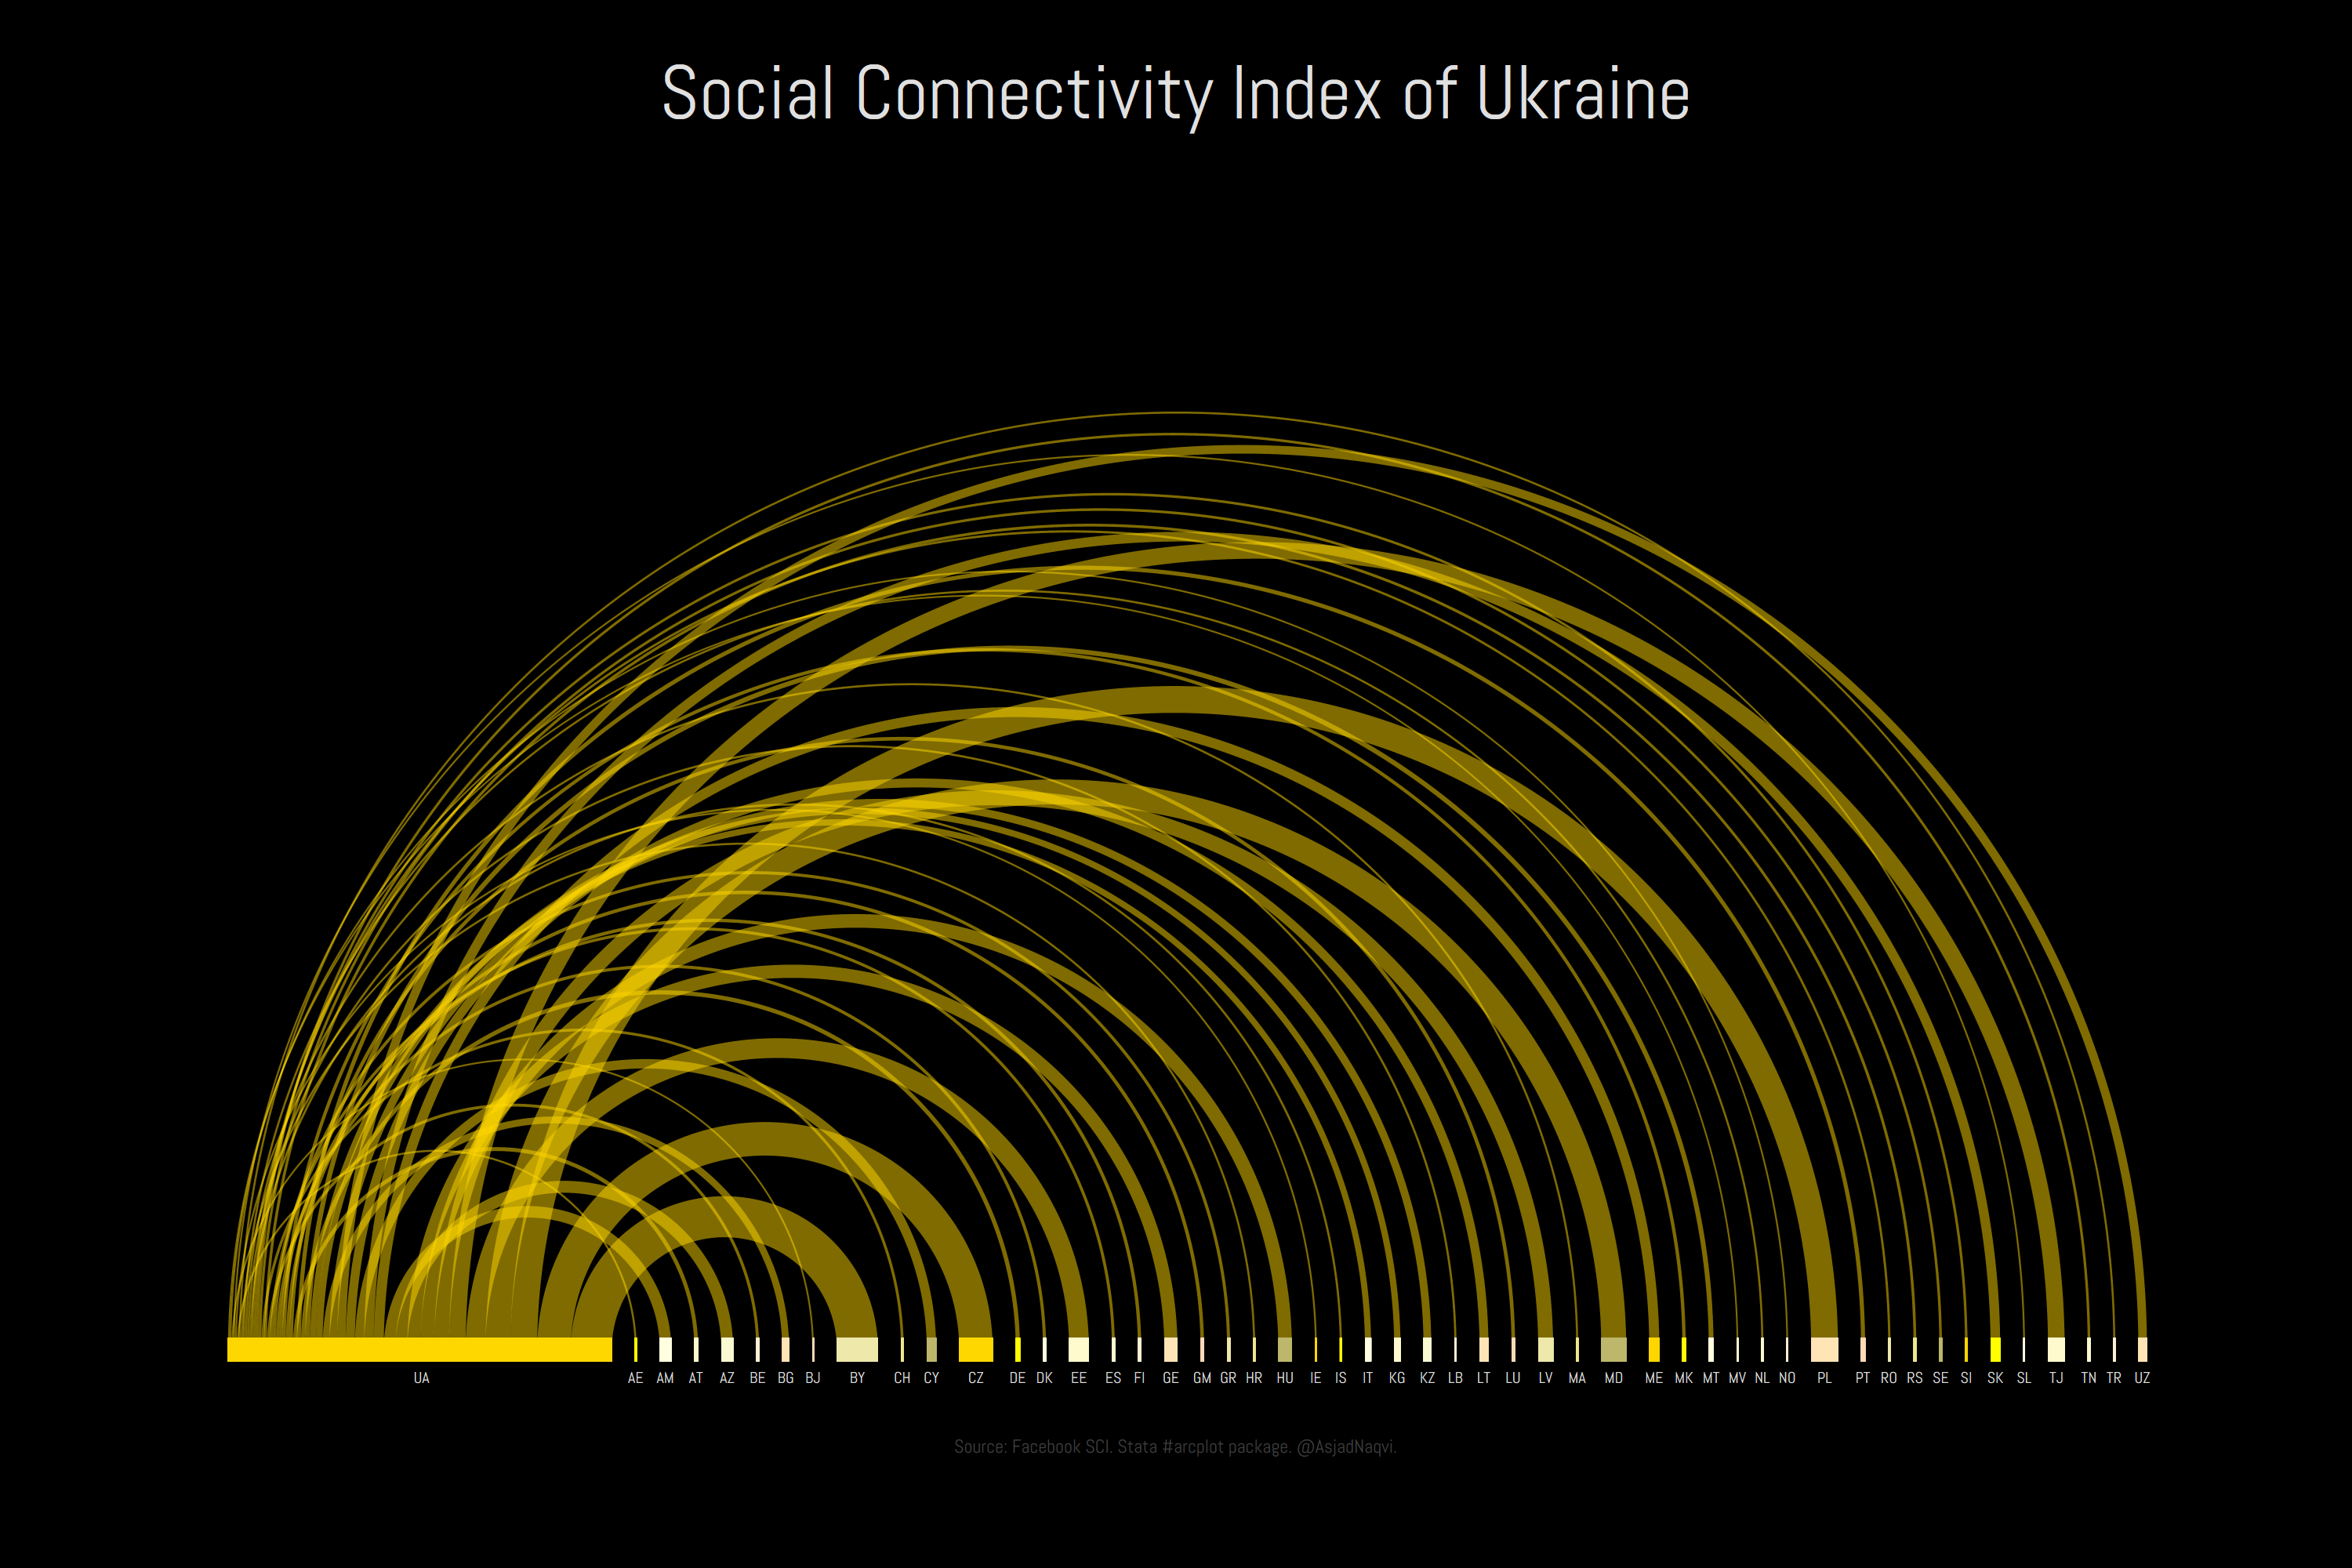 Social Connectivity Index of Ukraine
UA AE AM AT AZ BE BG BJ BY CH CY CZ DE DK EE ES FI GE GM GR HR HU IE IS IT KG KZ LB LT LU LV MA MD ME MK MT MV NL NO PL PT RO RS SE SI SK SL TJ TN TR UZ
Source: Facebook SCI. Stata #arcplot package. @AsjadNaqvi.